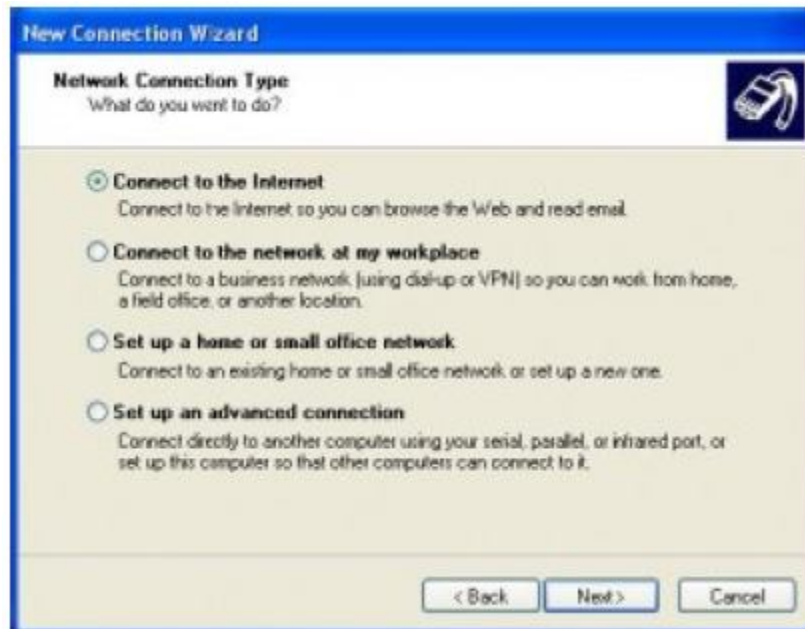 New Connection Wizard
Network Connection Type
What do you want to do?
Connect to the Internet
Connect to the Internet so you can browse the Web and read email.
Connect to the network at my workplace
Connect to a business network (using dial-up or VPN) so you can work from home,
a field office, or another location.
Set up a home or small office network
Connect to an existing home or small office network or set up a new one.
Set up an advanced connection
Connect directly to another computer using your serial, parallel, or infrared port, or
set up this computer so that other computers can connect to it.
< Back
Next >
Cancel